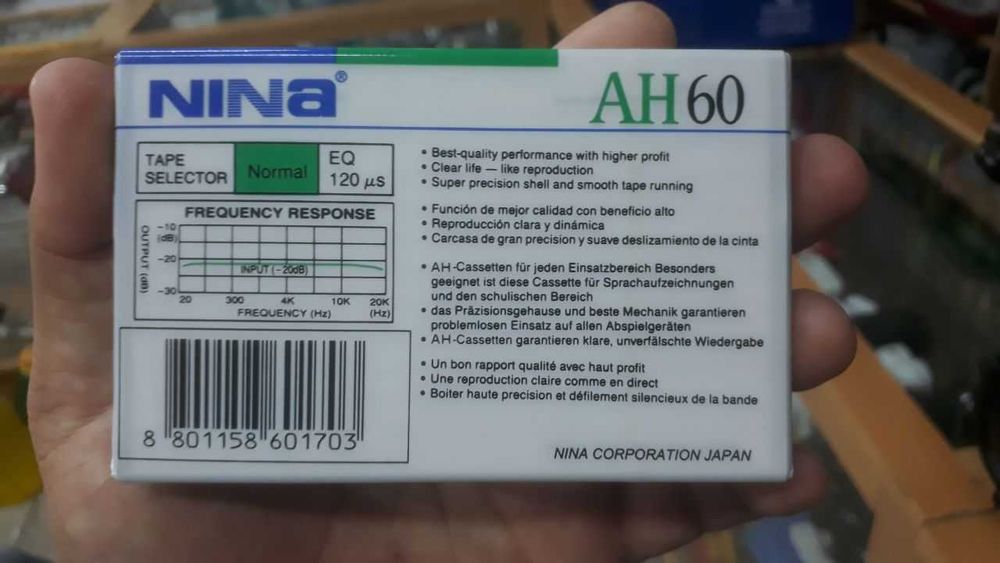 NINa®
AH60
TAPE SELECTOR
Normal
EQ 120 µs
FREQUENCY RESPONSE
OUTPUT (dB)
-10
(dB)
-20
-30
INPUT (-20dB)
20 300 4K 10K 20K
FREQUENCY (Hz) (Hz)
8 801158 601703
• Best-quality performance with higher profit
• Clear life — like reproduction
• Super precision shell and smooth tape running
• Función de mejor calidad con beneficio alto
• Reproducción clara y dinámica
• Carcasa de gran precision y suave deslizamiento de la cinta
• AH-Cassetten für jeden Einsatzbereich Besonders
geeignet ist diese Cassette für Sprachaufzeichnungen
und den schulischen Bereich
• das Präzisionsgehause und beste Mechanik garantieren
problemlosen Einsatz auf allen Abspielgeräten
• AH-Cassetten garantieren klare, unverfälschte Wiedergabe
• Un bon rapport qualité avec haut profit
• Une reproduction claire comme en direct
• Boiter haute precision et défilement silencieux de la bande
NINA CORPORATION JAPAN